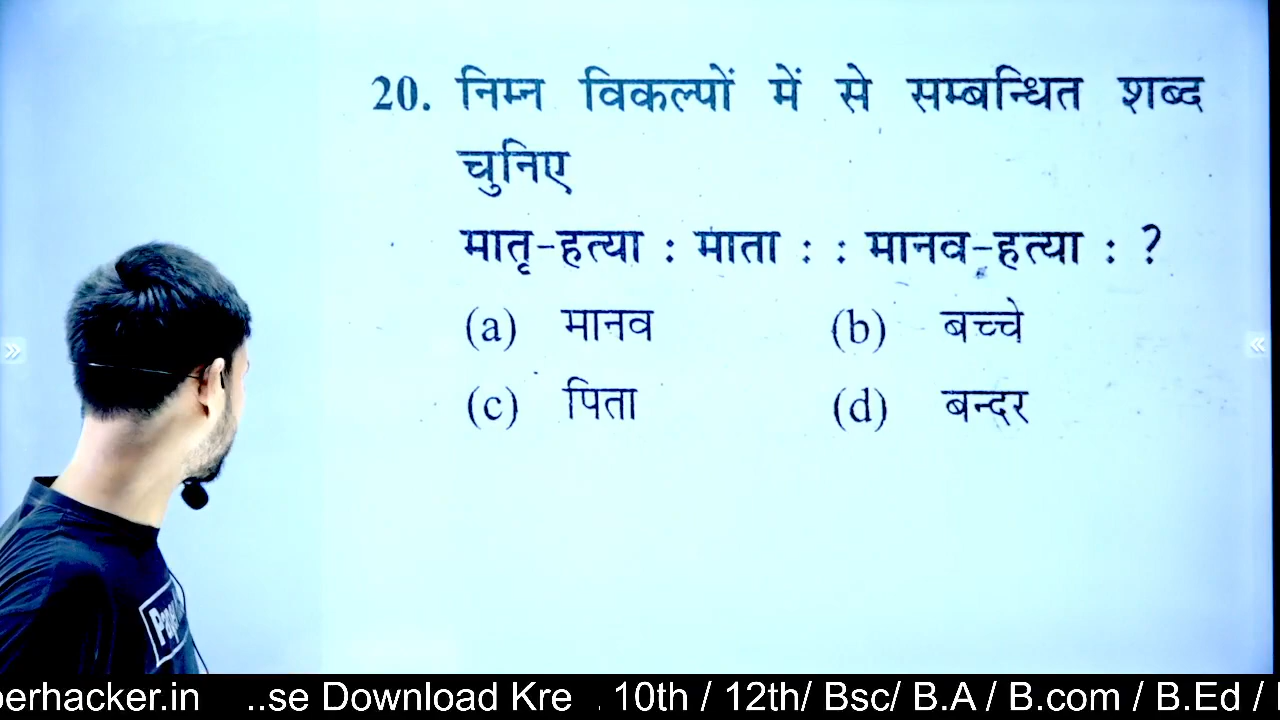 20. निम्न विकल्पों में से सम्बन्धित शब्द
चुनिए
मातृ-हत्या : माता : : मानव-हत्या : ?
(a) मानव (b) बच्चे
(c) पिता (d) बन्दर
perhacker.in ..se Download Kre . 10th / 12th/ Bsc/ B.A / B.com / B.Ed /